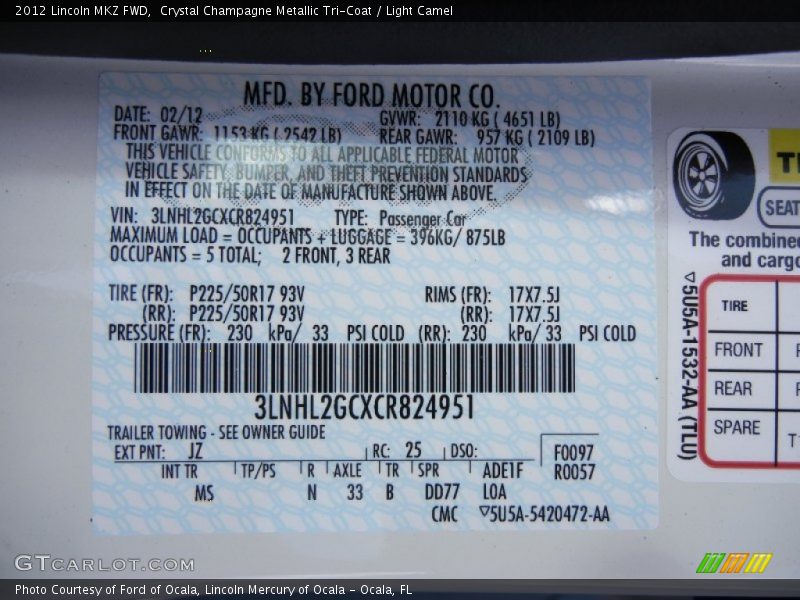 2012 Lincoln MKZ FWD, Crystal Champagne Metallic Tri-Coat / Light Camel
MFD. BY FORD MOTOR CO.
DATE: 02/12 GVWR: 2110 KG ( 4651 LB)
FRONT GAWR: 1153 KG ( 2542 LB) REAR GAWR: 957 KG ( 2109 LB)
THIS VEHICLE CONFORMS TO ALL APPLICABLE FEDERAL MOTOR
VEHICLE SAFETY, BUMPER, AND THEFT PREVENTION STANDARDS
IN EFFECT ON THE DATE OF MANUFACTURE SHOWN ABOVE.
VIN: 3LNHL2GCXCR824951 TYPE: Passenger Car
MAXIMUM LOAD = OCCUPANTS + LUGGAGE = 396KG/ 875LB
OCCUPANTS = 5 TOTAL; 2 FRONT, 3 REAR
TIRE (FR): P225/50R17 93V RIMS (FR): 17X7.5J
(RR): P225/50R17 93V (RR): 17X7.5J
PRESSURE (FR): 230 kPa/ 33 PSI COLD (RR): 230 kPa/ 33 PSI COLD
3LNHL2GCXCR824951
TRAILER TOWING - SEE OWNER GUIDE
EXT PNT: JZ RC: 25 DSO: F0097
INT TR TP/PS R AXLE TR SPR ADE1F R0057
MS N 33 B DD77 L0A
CMC 5U5A-5420472-AA
SEAT
The combine
and cargo
5U5A-1532-AA (TLU)
TIRE
FRONT
REAR
SPARE
GTCARLOT.COM
Photo Courtesy of Ford of Ocala, Lincoln Mercury of Ocala - Ocala, FL